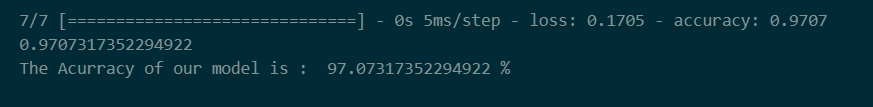 7/7 [==============================] - 0s 5ms/step - loss: 0.1705 - accuracy: 0.9707
0.9707317352294922
The Acurracy of our model is :  97.07317352294922 %